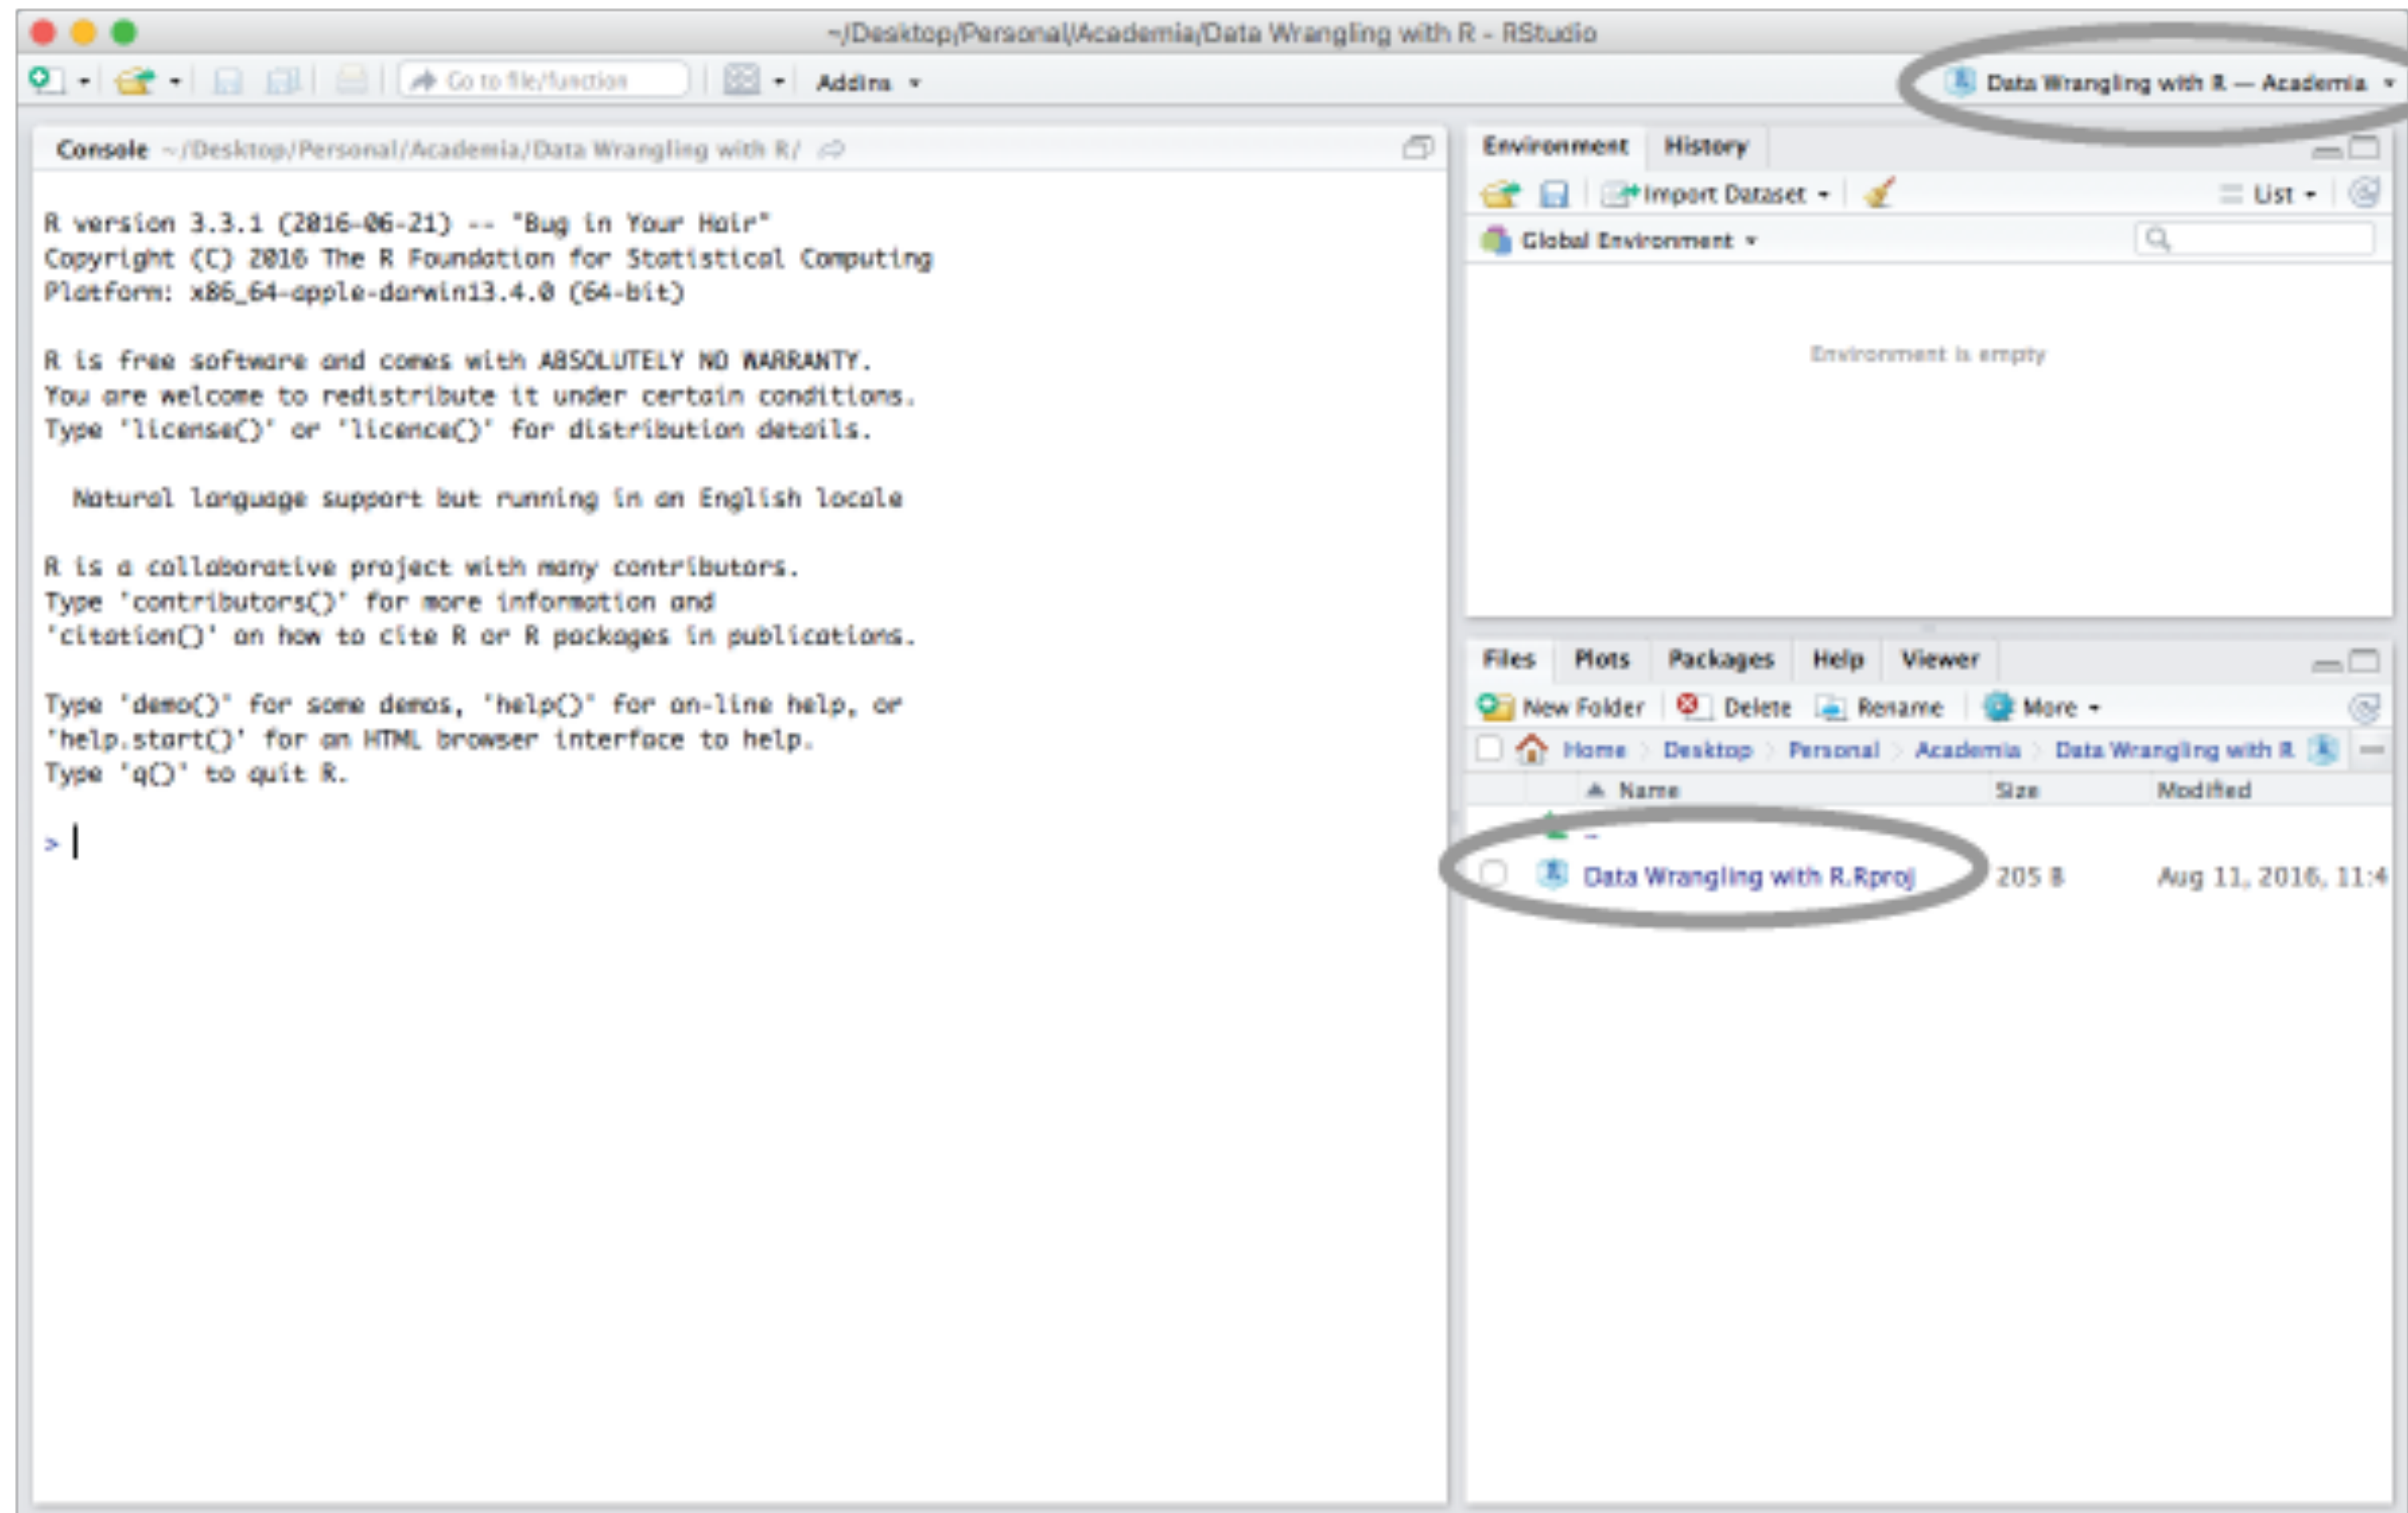 ~/Desktop/Personal/Academia/Data Wrangling with R - RStudio
Go to file/function Addins Data Wrangling with R — Academia
Console ~/Desktop/Personal/Academia/Data Wrangling with R/
R version 3.3.1 (2016-06-21) -- "Bug in Your Hair"
Copyright (C) 2016 The R Foundation for Statistical Computing
Platform: x86_64-apple-darwin13.4.0 (64-bit)
R is free software and comes with ABSOLUTELY NO WARRANTY.
You are welcome to redistribute it under certain conditions.
Type 'license()' or 'licence()' for distribution details.
Natural language support but running in an English locale
R is a collaborative project with many contributors.
Type 'contributors()' for more information and
'citation()' on how to cite R or R packages in publications.
Type 'demo()' for some demos, 'help()' for on-line help, or
'help.start()' for an HTML browser interface to help.
Type 'q()' to quit R.
>
Environment History
Import Dataset List
Global Environment
Environment is empty
Files Plots Packages Help Viewer
New Folder Delete Rename More
Home Desktop Personal Academia Data Wrangling with R
Name Size Modified
..
Data Wrangling with R.Rproj 205 B Aug 11, 2016, 11:4